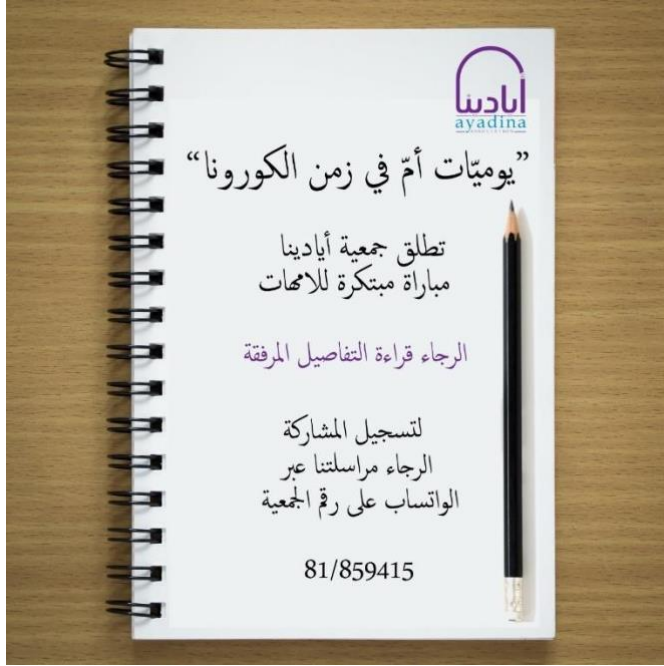 أيادينا
ayadina
”يوميّات أمّ في زمن الكورونا“
تطلق جمعية أيادينا
مباراة مبتكرة للامهات
الرجاء قراءة التفاصيل المرفقة
لتسجيل المشاركة
الرجاء مراسلتنا عبر
الواتساب على رقم الجمعية
81/859415